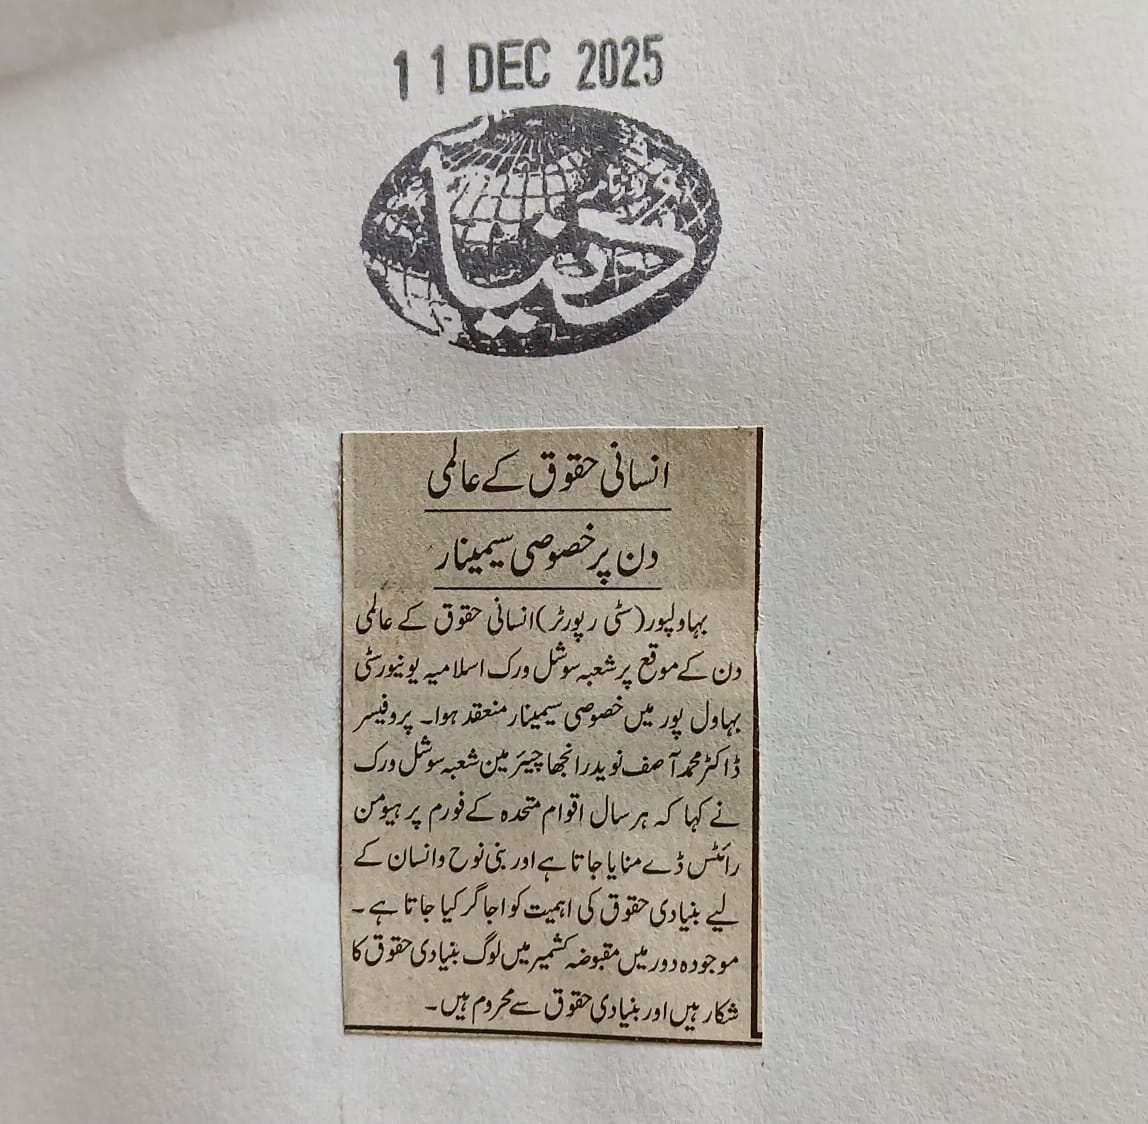 11 DEC 2025
دنیا
انسانی حقوق کے عالمی
دن پر خصوصی سیمینار
بہاولپور(سٹی رپورٹر)انسانی حقوق کے عالمی
دن کے موقع پر شعبہ سوشل ورک اسلامیہ یونیورسٹی
بہاول پور میں خصوصی سیمینار منعقد ہوا۔ پروفیسر
ڈاکٹر محمد آصف نوید رانجھا چیئرمین شعبہ سوشل ورک
نے کہا کہ ہر سال اقوام متحدہ کے فورم پر ہیومن
رائٹس ڈے منایا جاتا ہے اور بنی نوح وانسان کے
لیے بنیادی حقوق کی اہمیت کو اجاگر کیا جاتا ہے۔
موجودہ دور میں مقبوضہ کشمیر میں لوگ بنیادی حقوق کا
شکار ہیں اور بنیادی حقوق سے محروم ہیں۔